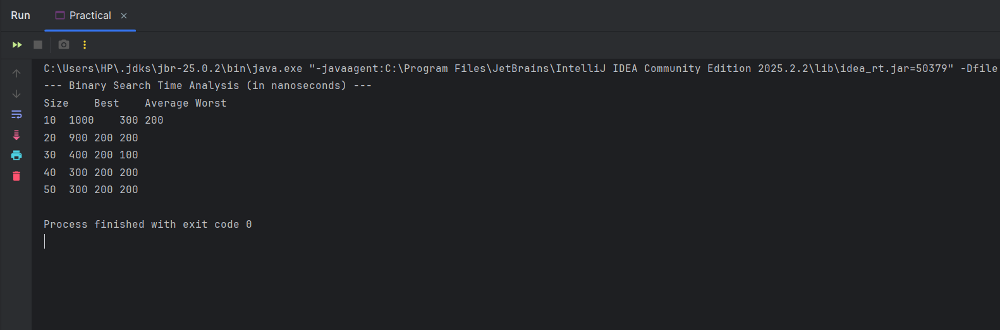 Run Practical
C:\Users\HP\.jdks\jbr-25.0.2\bin\java.exe "-javaagent:C:\Program Files\JetBrains\IntelliJ IDEA Community Edition 2025.2.2\lib\idea_rt.jar=50379" -Dfile
--- Binary Search Time Analysis (in nanoseconds) ---
Size    Best    Average Worst
10  1000    300 200
20  900 200 200
30  400 200 100
40  300 200 200
50  300 200 200
Process finished with exit code 0